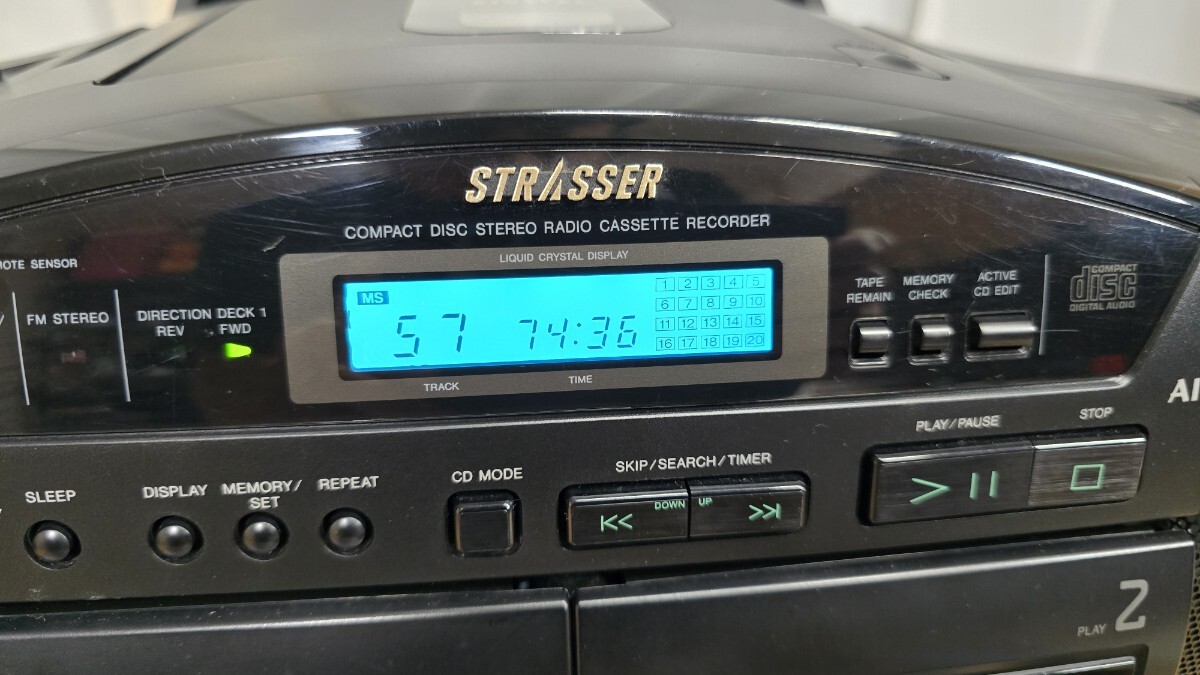 STRASSER
COMPACT DISC STEREO RADIO CASSETTE RECORDER
LIQUID CRYSTAL DISPLAY
MS
57 74:36
1 2 3 4 5
6 7 8 9 10
11 12 13 14 15
16 17 18 19 20
TRACK TIME
OTE SENSOR
FM STEREO
DIRECTION DECK 1
REV FWD
TAPE REMAIN
MEMORY CHECK
ACTIVE CD EDIT
COMPACT
disc
DIGITAL AUDIO
AI
SLEEP
DISPLAY
MEMORY/
SET
REPEAT
CD MODE
SKIP/SEARCH/TIMER
DOWN UP
PLAY/PAUSE
STOP
PLAY 2